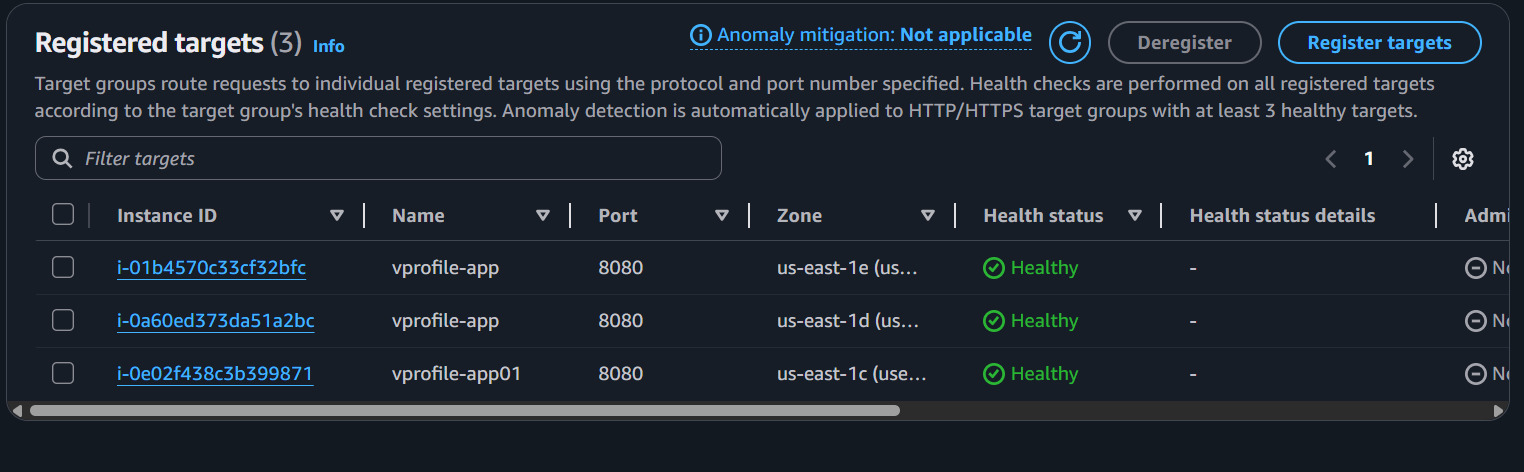 Registered targets (3) Info
Anomaly mitigation: Not applicable
Deregister
Register targets
Target groups route requests to individual registered targets using the protocol and port number specified. Health checks are performed on all registered targets
according to the target group's health check settings. Anomaly detection is automatically applied to HTTP/HTTPS target groups with at least 3 healthy targets.
Filter targets
1
Instance ID Name Port Zone Health status Health status details Admi
i-01b4570c33cf32bfc vprofile-app 8080 us-east-1e (us… Healthy - No
i-0a60ed373da51a2bc vprofile-app 8080 us-east-1d (us… Healthy - No
i-0e02f438c3b399871 vprofile-app01 8080 us-east-1c (use… Healthy - No